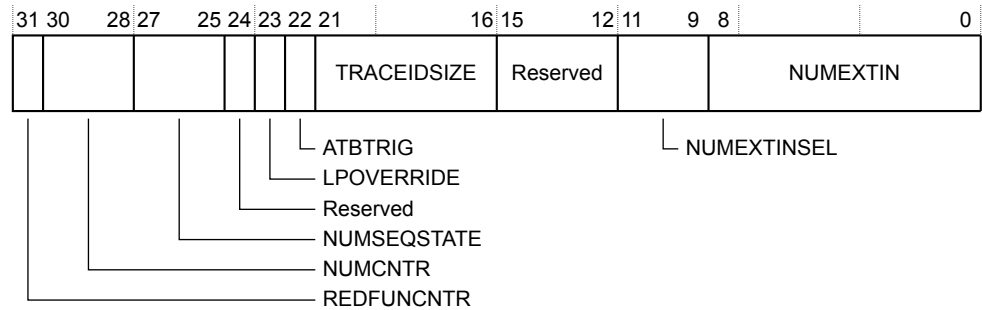 31 30 28 27 25 24 23 22 21 16 15 12 11 9 8 0
TRACEIDSIZE Reserved NUMEXTIN
ATBTRIG NUMEXTINSEL
LPOVERRIDE
Reserved
NUMSEQSTATE
NUMCNTR
REDFUNCNTR